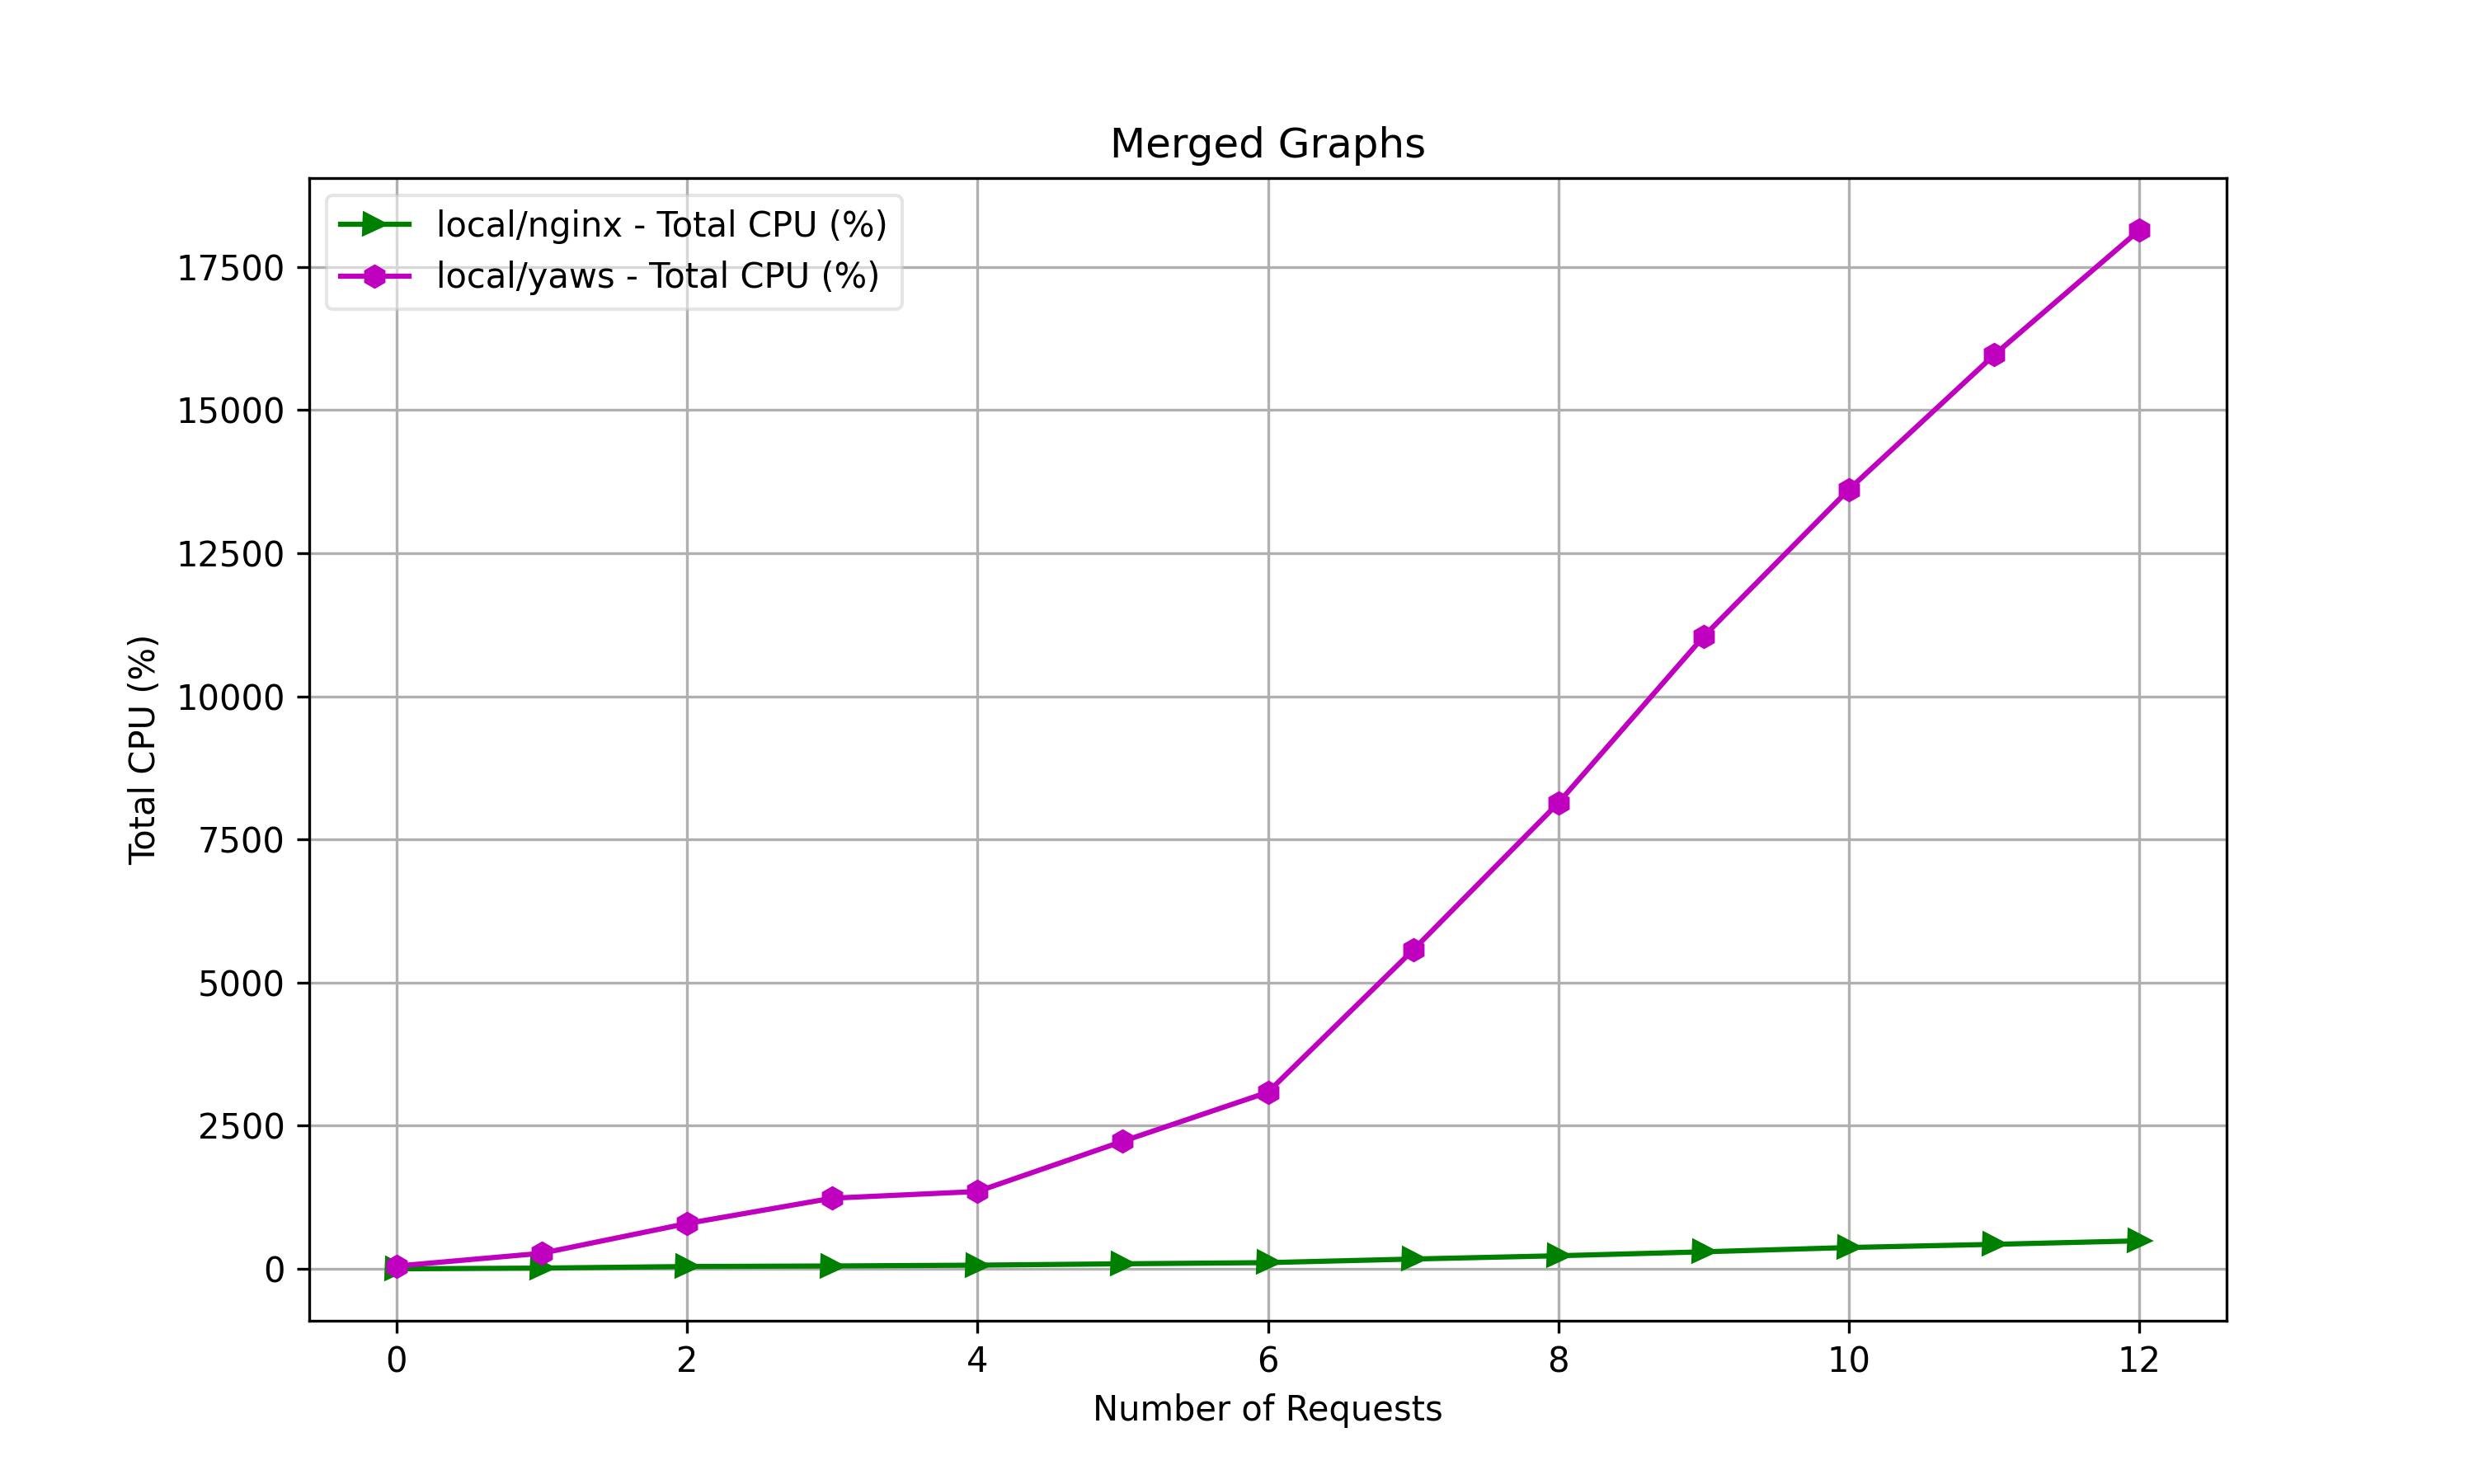 Merged Graphs
local/nginx - Total CPU (%)
local/yaws - Total CPU (%)
Total CPU (%)
17500
15000
12500
10000
7500
5000
2500
0
0 2 4 6 8 10 12
Number of Requests